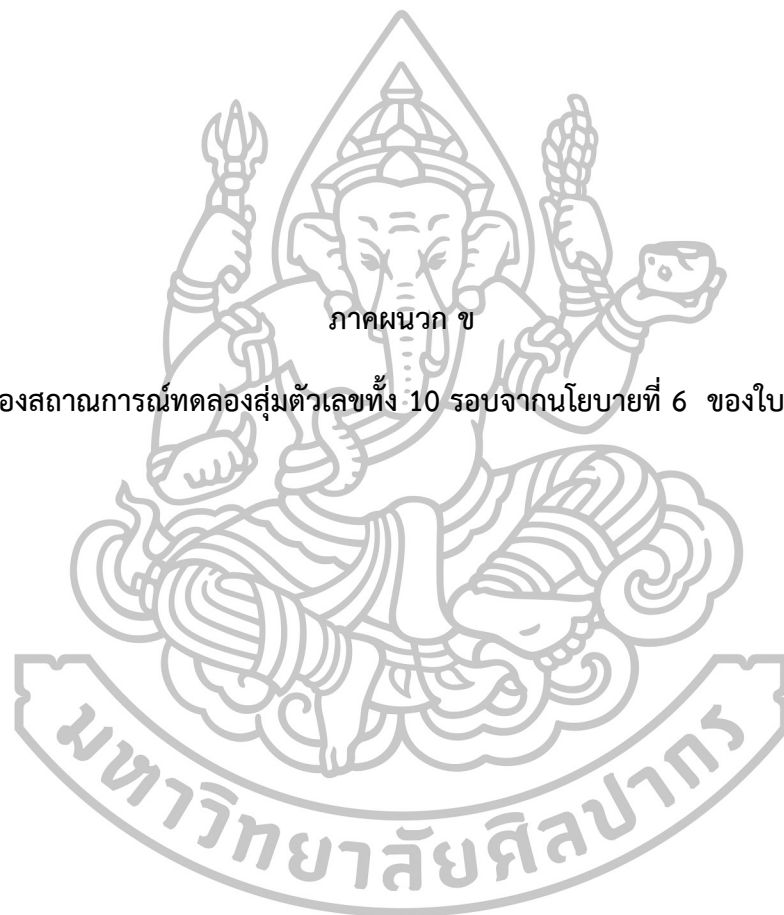 ภาคผนวก ข
องสถาณการณ์ทดลองสุ่มตัวเลขทั้ง 10 รอบจากนโยบายที่ 6 ของใบ
มหาวิทยาลัยศิลปากร